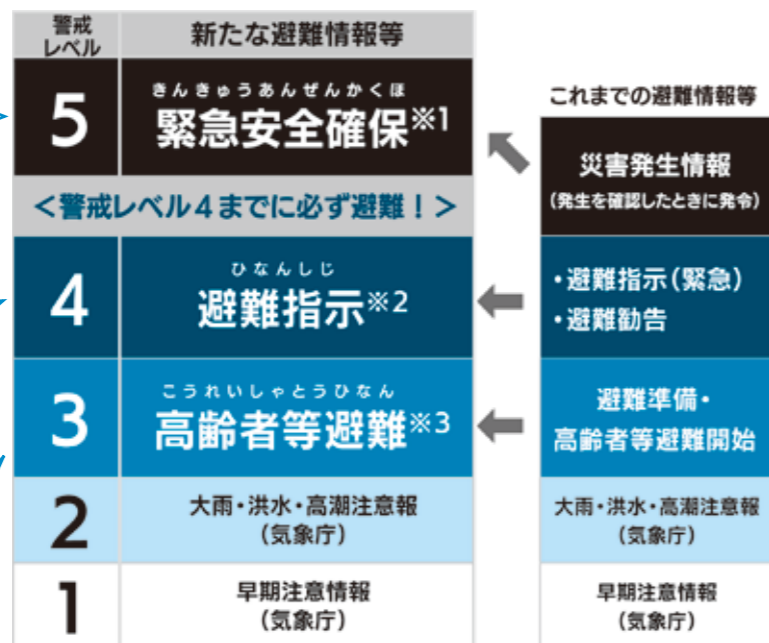 警戒
レベル
新たな避難情報等
5
きんきゅうあんぜんかくほ
緊急安全確保※1
＜警戒レベル4までに必ず避難！＞
4
ひなんしじ
避難指示※2
3
こうれいしゃとうひなん
高齢者等避難※3
2
大雨・洪水・高潮注意報
(気象庁)
1
早期注意情報
(気象庁)
これまでの避難情報等
災害発生情報
(発生を確認したときに発令)
・避難指示(緊急)
・避難勧告
避難準備・
高齢者等避難開始
大雨・洪水・高潮注意報
(気象庁)
早期注意情報
(気象庁)